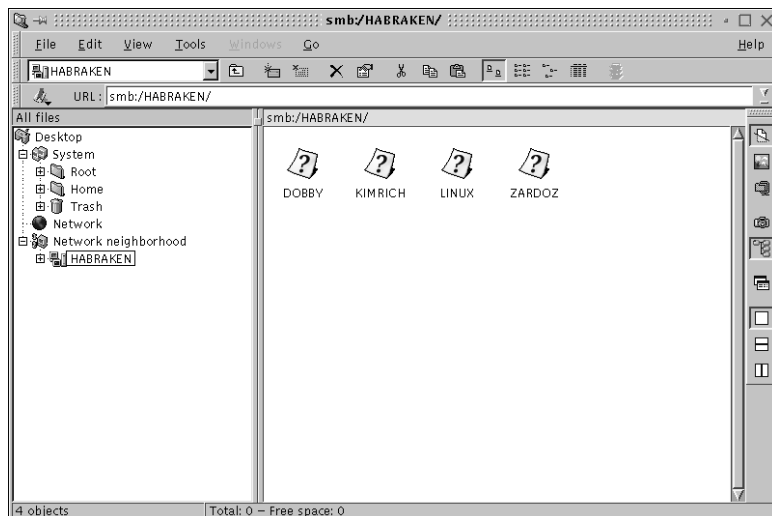 smb:/HABRAKEN/
File Edit View Tools Windows Go Help
HABRAKEN
URL: smb:/HABRAKEN/
All files
smb:/HABRAKEN/
Desktop
System
Root
Home
Trash
Network
Network neighborhood
HABRAKEN
DOBBY KIMRICH LINUX ZARDOZ
4 objects
Total: 0 – Free space: 0